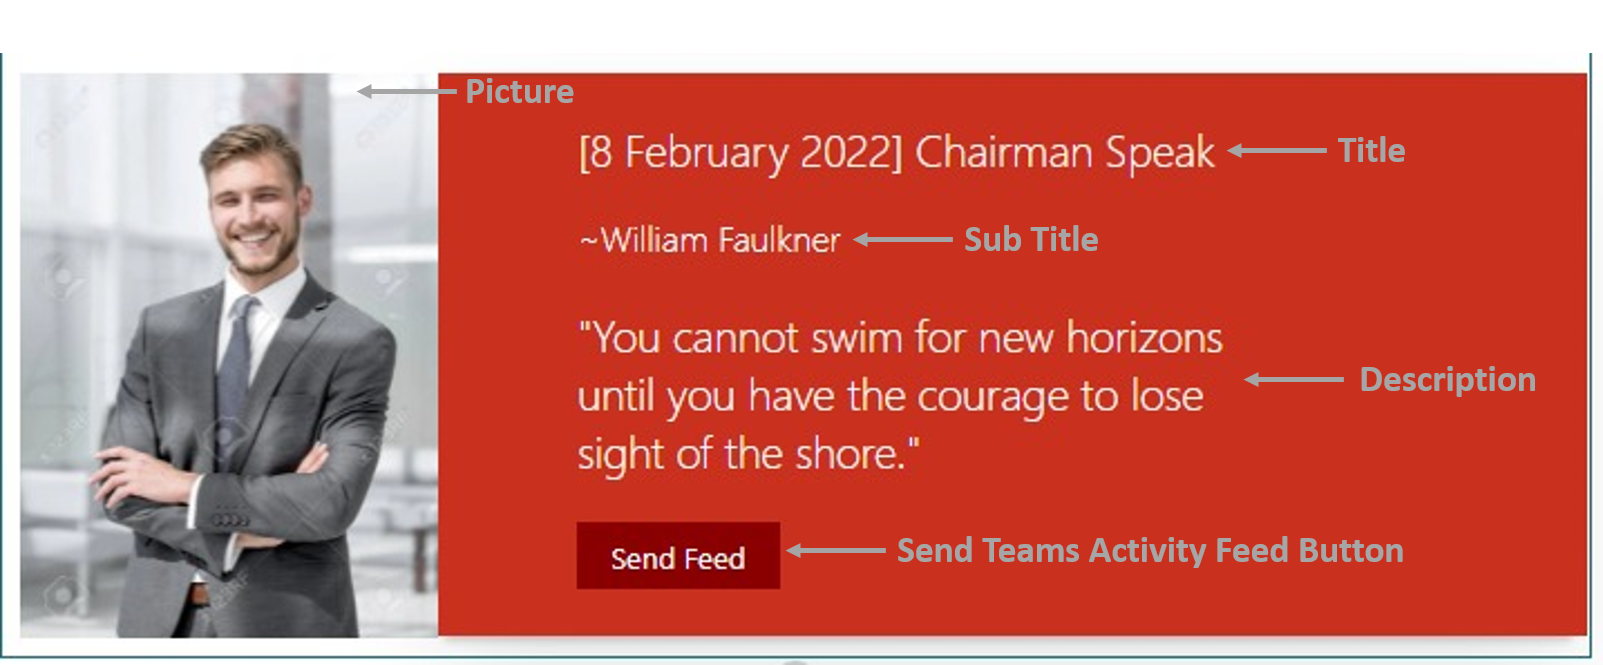 Picture
[8 February 2022] Chairman Speak
Title
~William Faulkner
Sub Title
"You cannot swim for new horizons
until you have the courage to lose
sight of the shore."
Description
Send Feed
Send Teams Activity Feed Button